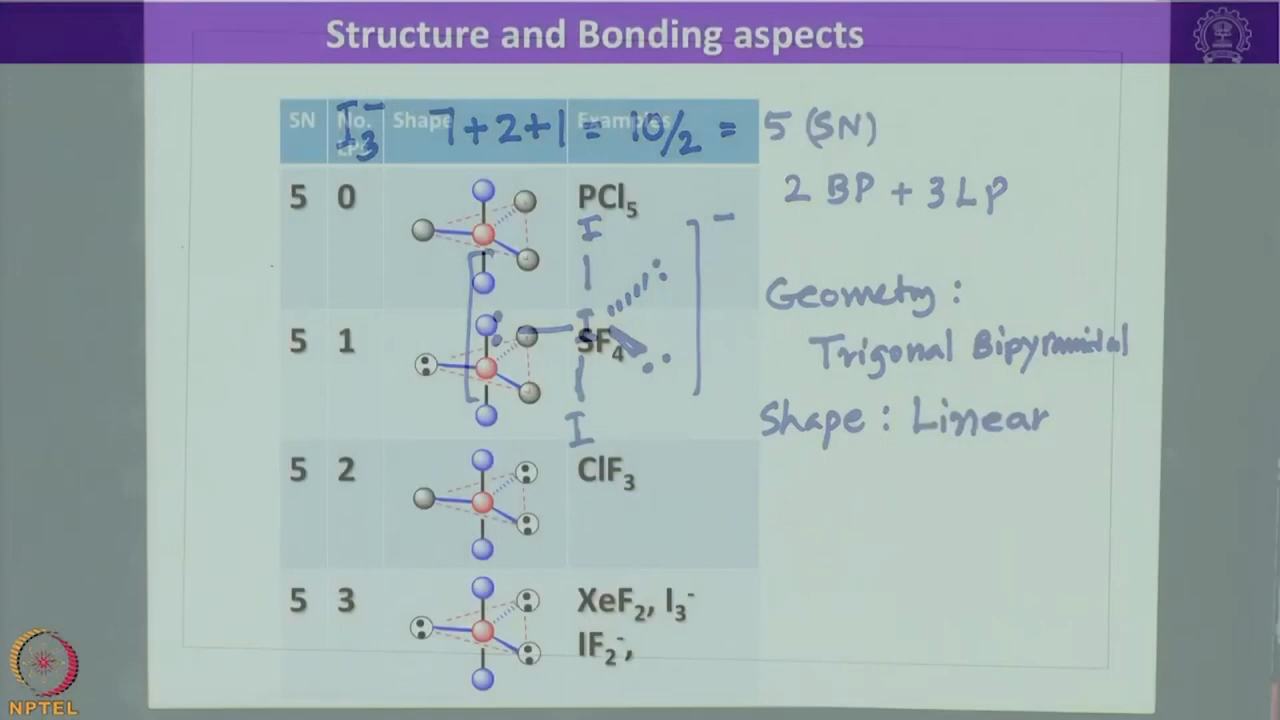 Structure and Bonding aspects
SN No. LPs Shape Examples
I3- 7+2+1 = 10/2 = 5 (SN)
2 BP + 3 LP
5 0 PCl5
I
I
I
5 1 SF4
Geometry :
Trigonal Bipyramidal
Shape : Linear
5 2 ClF3
5 3 XeF2, I3-
IF2-,
NPTEL